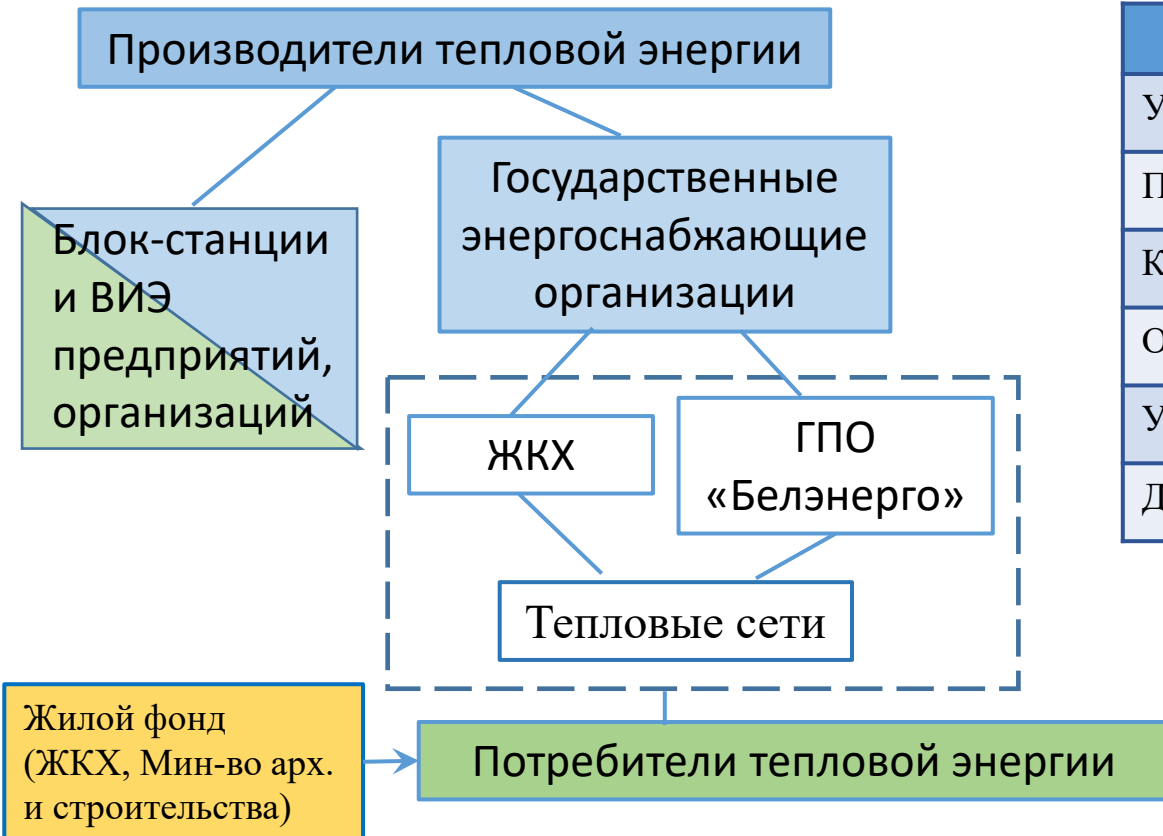 Производители тепловой энергии
Государственные
энергоснабжающие
организации
Блок-станции
и ВИЭ
предприятий,
организаций
ЖКХ
ГПО
«Белэнерго»
Тепловые сети
Жилой фонд
(ЖКХ, Мин-во арх.
и строительства)
Потребители тепловой энергии
У
П
К
О
У
Д